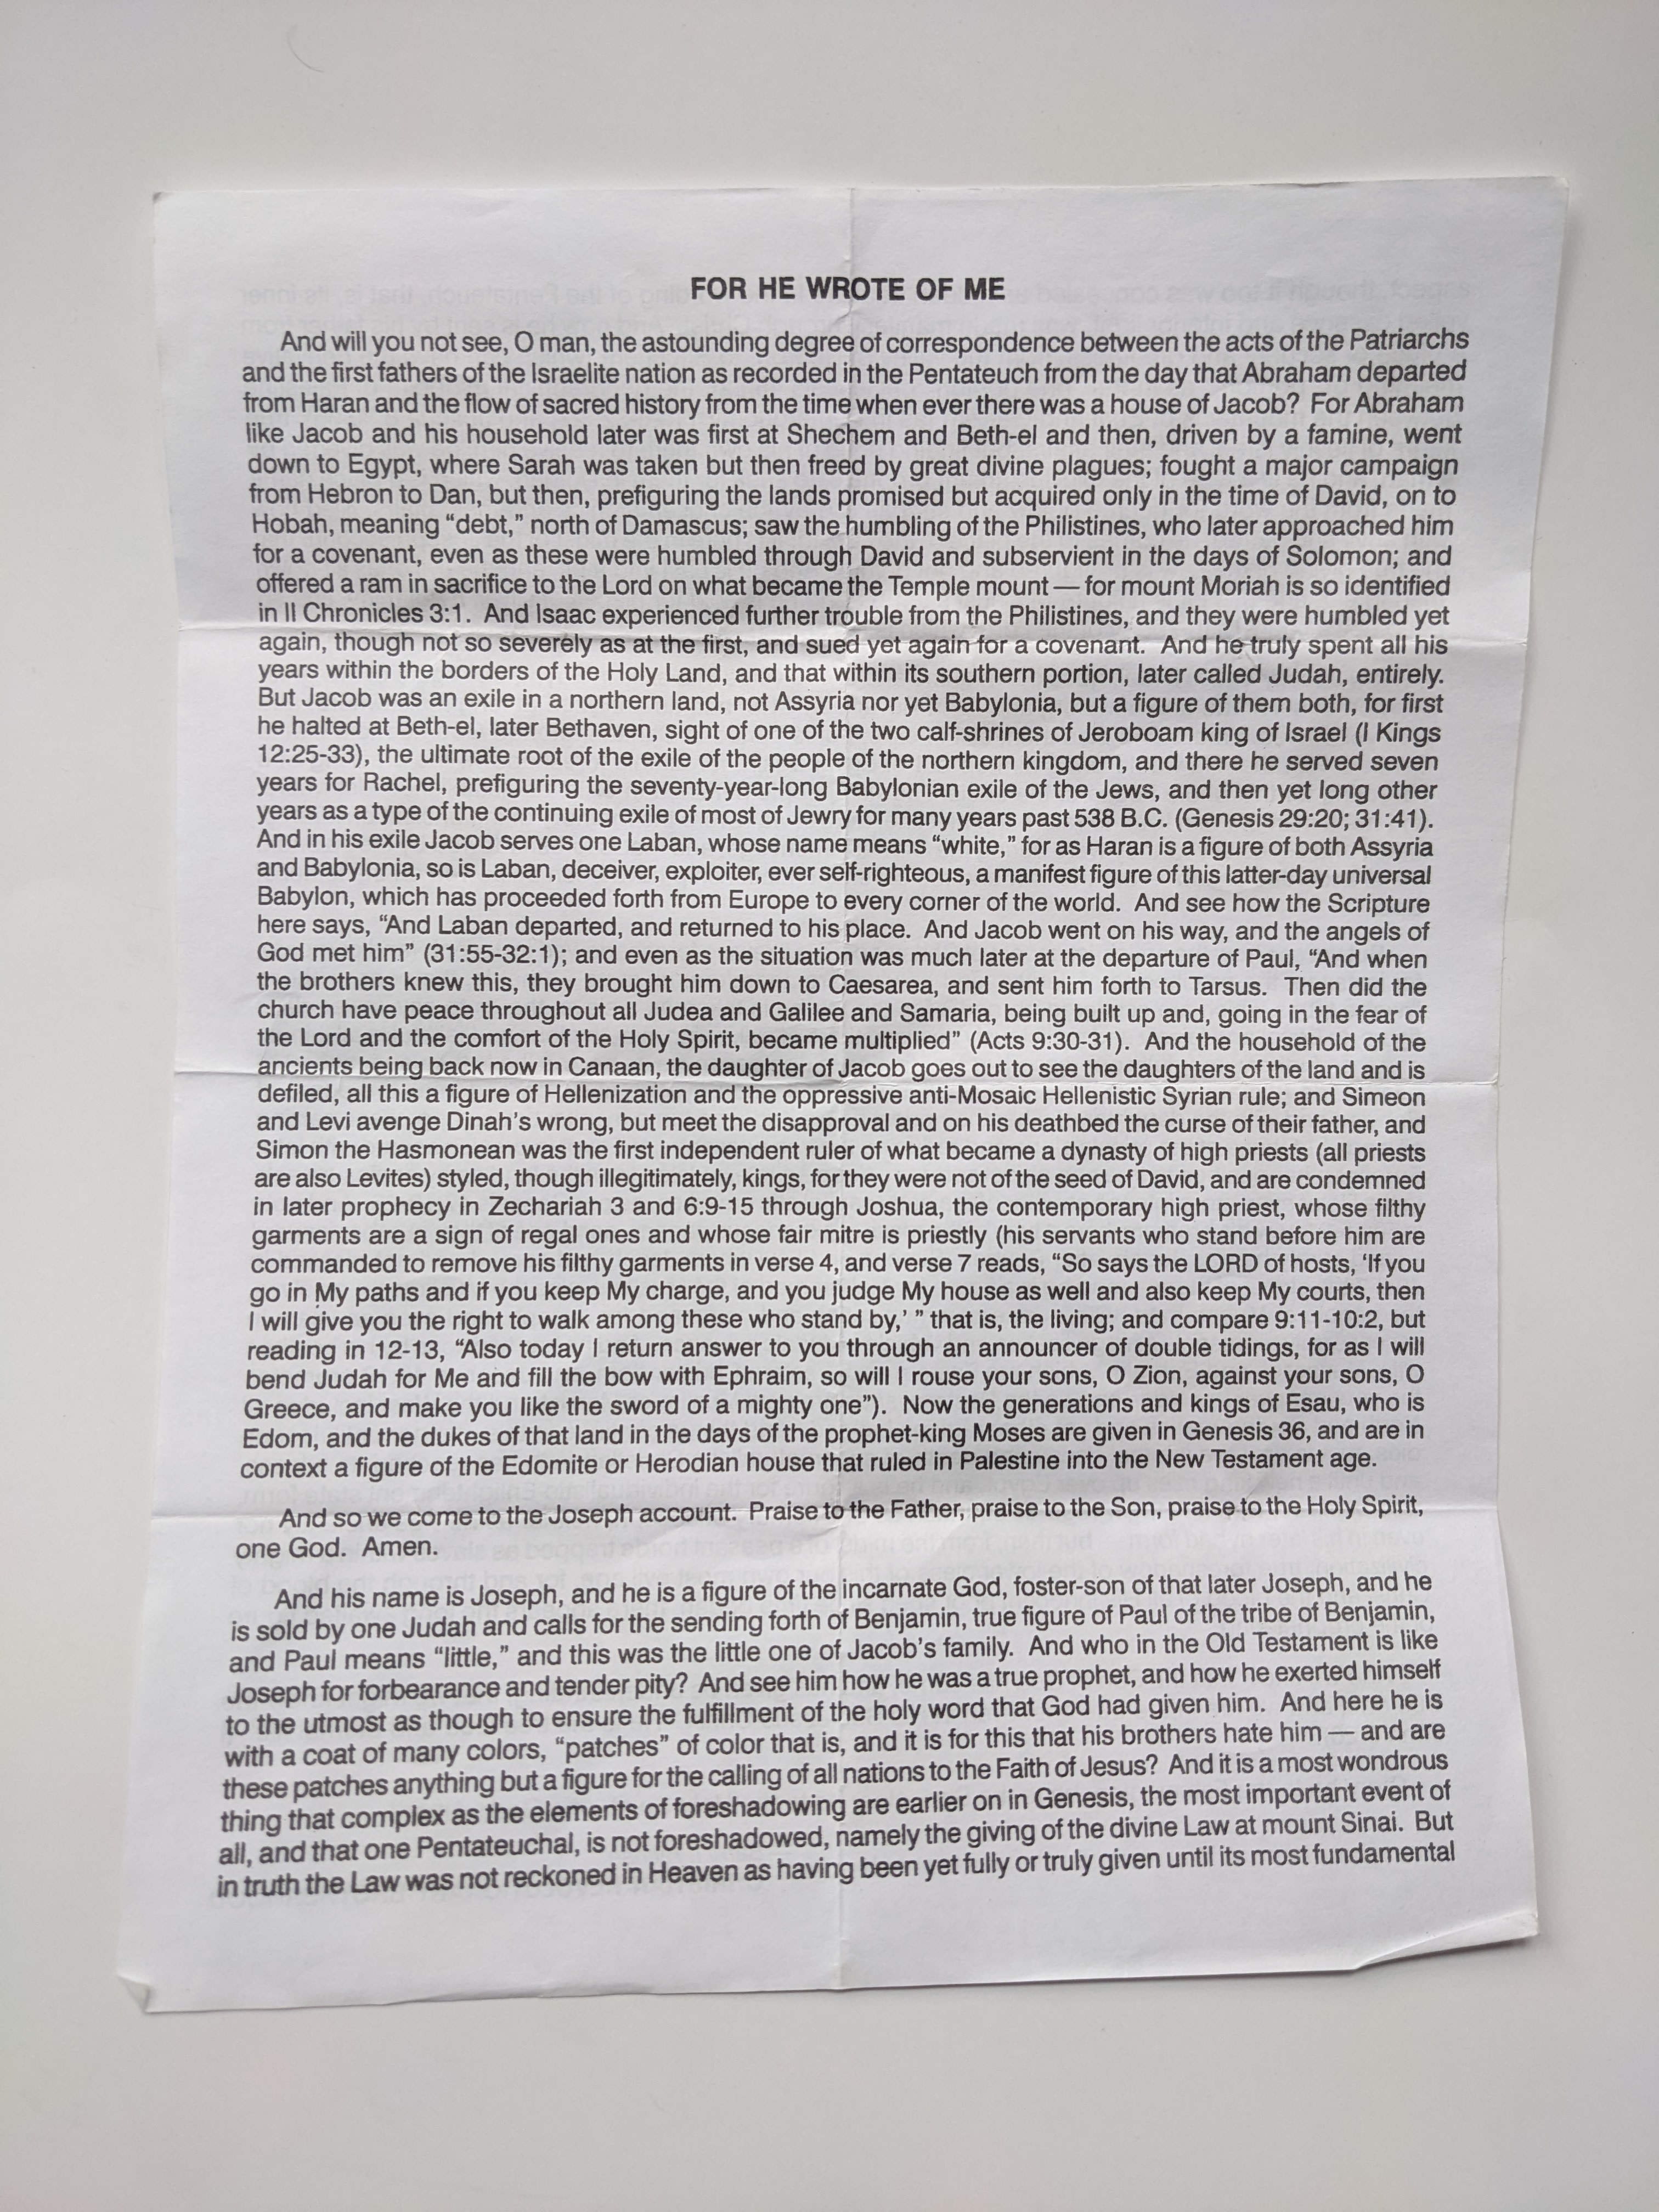 FOR HE WROTE OF ME
And will you not see, O man, the astounding degree of correspondence between the acts of the Patriarchs
and the first fathers of the Israelite nation as recorded in the Pentateuch from the day that Abraham departed
from Haran and the flow of sacred history from the time when ever there was a house of Jacob? For Abraham
like Jacob and his household later was first at Shechem and Beth-el and then, driven by a famine, went
down to Egypt, where Sarah was taken but then freed by great divine plagues; fought a major campaign
from Hebron to Dan, but then, prefiguring the lands promised but acquired only in the time of David, on to
Hobah, meaning “debt,” north of Damascus; saw the humbling of the Philistines, who later approached him
for a covenant, even as these were humbled through David and subservient in the days of Solomon; and
offered a ram in sacrifice to the Lord on what became the Temple mount — for mount Moriah is so identified
in II Chronicles 3:1. And Isaac experienced further trouble from the Philistines, and they were humbled yet
again, though not so severely as at the first, and sued yet again for a covenant. And he truly spent all his
years within the borders of the Holy Land, and that within its southern portion, later called Judah, entirely.
But Jacob was an exile in a northern land, not Assyria nor yet Babylonia, but a figure of them both, for first
he halted at Beth-el, later Bethaven, sight of one of the two calf-shrines of Jeroboam king of Israel (I Kings
12:25-33), the ultimate root of the exile of the people of the northern kingdom, and there he served seven
years for Rachel, prefiguring the seventy-year-long Babylonian exile of the Jews, and then yet long other
years as a type of the continuing exile of most of Jewry for many years past 538 B.C. (Genesis 29:20; 31:41).
And in his exile Jacob serves one Laban, whose name means “white,” for as Haran is a figure of both Assyria
and Babylonia, so is Laban, deceiver, exploiter, ever self-righteous, a manifest figure of this latter-day universal
Babylon, which has proceeded forth from Europe to every corner of the world. And see how the Scripture
here says, “And Laban departed, and returned to his place. And Jacob went on his way, and the angels of
God met him” (31:55-32:1); and even as the situation was much later at the departure of Paul, “And when
the brothers knew this, they brought him down to Caesarea, and sent him forth to Tarsus. Then did the
church have peace throughout all Judea and Galilee and Samaria, being built up and, going in the fear of
the Lord and the comfort of the Holy Spirit, became multiplied” (Acts 9:30-31). And the household of the
ancients being back now in Canaan, the daughter of Jacob goes out to see the daughters of the land and is
defiled, all this a figure of Hellenization and the oppressive anti-Mosaic Hellenistic Syrian rule; and Simeon
and Levi avenge Dinah’s wrong, but meet the disapproval and on his deathbed the curse of their father, and
Simon the Hasmonean was the first independent ruler of what became a dynasty of high priests (all priests
are also Levites) styled, though illegitimately, kings, for they were not of the seed of David, and are condemned
in later prophecy in Zechariah 3 and 6:9-15 through Joshua, the contemporary high priest, whose filthy
garments are a sign of regal ones and whose fair mitre is priestly (his servants who stand before him are
commanded to remove his filthy garments in verse 4, and verse 7 reads, “So says the LORD of hosts, ‘If you
go in My paths and if you keep My charge, and you judge My house as well and also keep My courts, then
I will give you the right to walk among these who stand by,’ ” that is, the living; and compare 9:11-10:2, but
reading in 12-13, “Also today I return answer to you through an announcer of double tidings, for as I will
bend Judah for Me and fill the bow with Ephraim, so will I rouse your sons, O Zion, against your sons, O
Greece, and make you like the sword of a mighty one”). Now the generations and kings of Esau, who is
Edom, and the dukes of that land in the days of the prophet-king Moses are given in Genesis 36, and are in
context a figure of the Edomite or Herodian house that ruled in Palestine into the New Testament age.
And so we come to the Joseph account. Praise to the Father, praise to the Son, praise to the Holy Spirit,
one God. Amen.
And his name is Joseph, and he is a figure of the incarnate God, foster-son of that later Joseph, and he
is sold by one Judah and calls for the sending forth of Benjamin, true figure of Paul of the tribe of Benjamin,
and Paul means “little,” and this was the little one of Jacob’s family. And who in the Old Testament is like
Joseph for forbearance and tender pity? And see him how he was a true prophet, and how he exerted himself
to the utmost as though to ensure the fulfillment of the holy word that God had given him. And here he is
with a coat of many colors, “patches” of color that is, and it is for this that his brothers hate him — and are
these patches anything but a figure for the calling of all nations to the Faith of Jesus? And it is a most wondrous
thing that complex as the elements of foreshadowing are earlier on in Genesis, the most important event of
all, and that one Pentateuchal, is not foreshadowed, namely the giving of the divine Law at mount Sinai. But
in truth the Law was not reckoned in Heaven as having been yet fully or truly given until its most fundamental